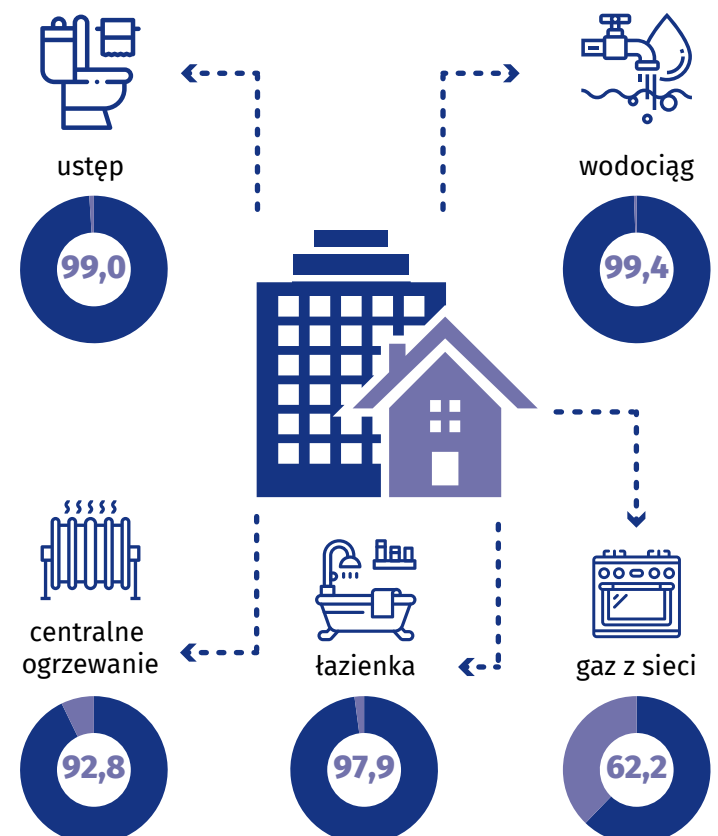 ustęp
99,0
wodociąg
99,4
centralne
ogrzewanie
92,8
łazienka
97,9
gaz z sieci
62,2